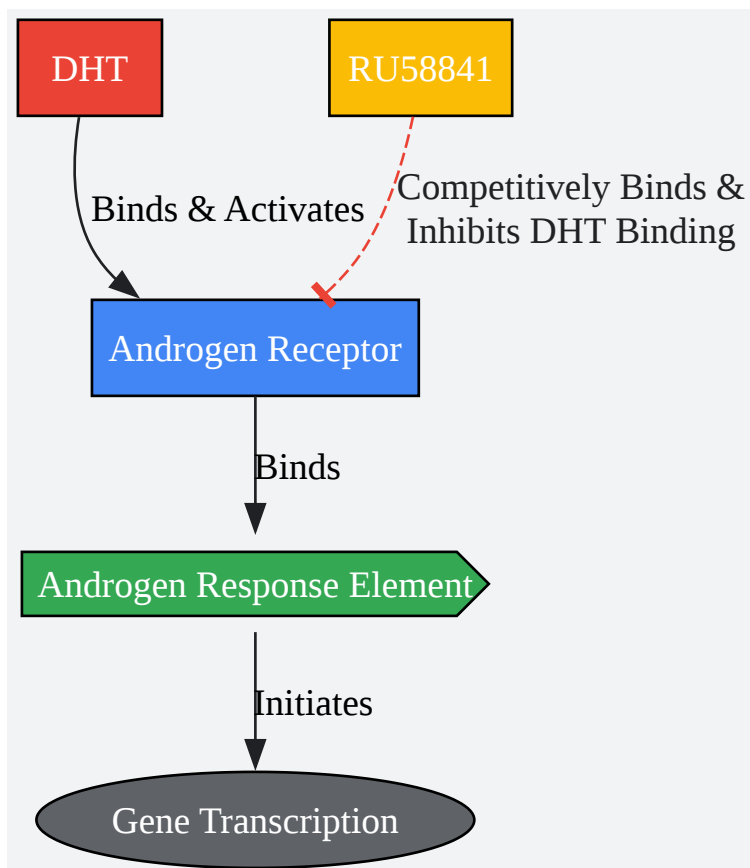 DHT
RU58841
Binds & Activates
Competitively Binds &
Inhibits DHT Binding
Androgen Receptor
Binds
Androgen Response Element
Initiates
Gene Transcription